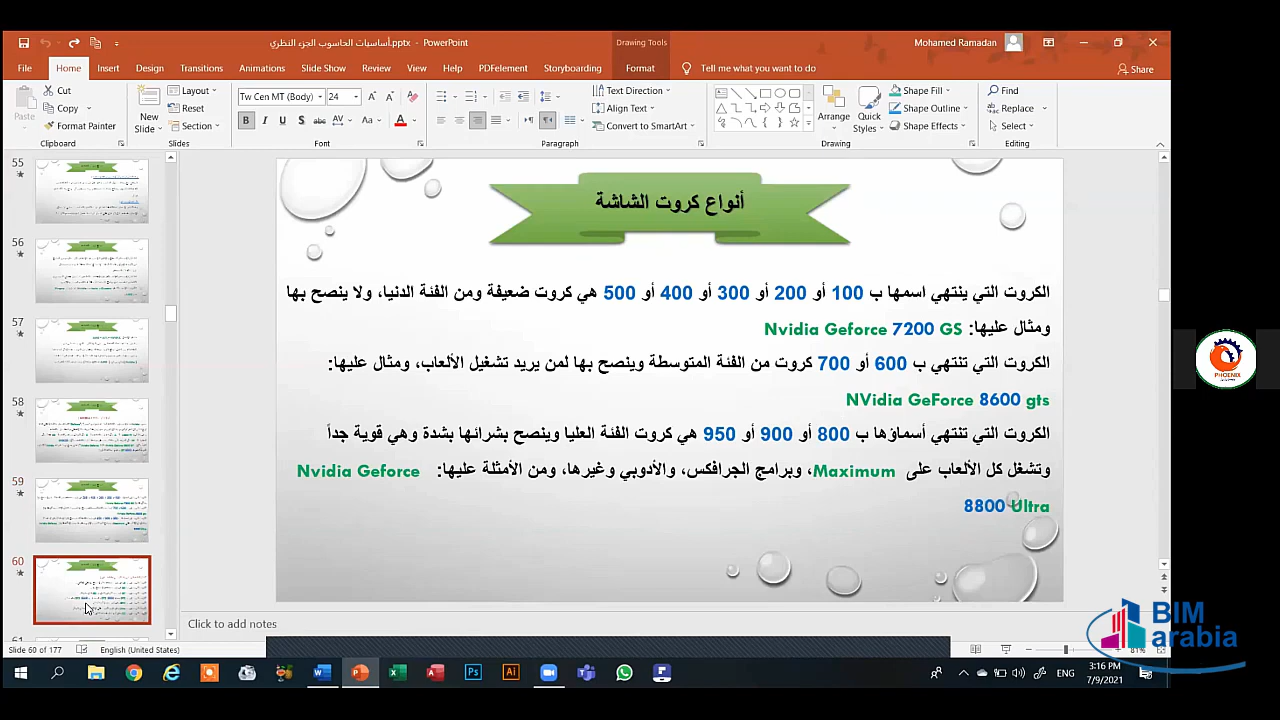 أساسيات الحاسوب الجزء النظري.pptx - PowerPoint
Drawing Tools
Mohamed Ramadan
File Home Insert Design Transitions Animations Slide Show Review View Help PDFelement Storyboarding Format Tell me what you want to do Share
Paste
Cut
Copy
Format Painter
New Slide
Layout
Reset
Section
Tw Cen MT (Body) 24
Text Direction
Align Text
Convert to SmartArt
Arrange
Quick Styles
Shape Fill
Shape Outline
Shape Effects
Find
Replace
Select
Clipboard Slides Font Paragraph Drawing Editing
55
56
57
58
59
60
61
أنواع كروت الشاشة
الكروت التي ينتهي اسمها ب 100 أو 200 أو 300 أو 400 أو 500 هي كروت ضعيفة ومن الفئة الدنيا، ولا ينصح بها
ومثال عليها: Nvidia Geforce 7200 GS
الكروت التي تنتهي ب 600 أو 700 كروت من الفئة المتوسطة وينصح بها لمن يريد تشغيل الألعاب، ومثال عليها:
NVidia GeForce 8600 gts
الكروت التي تنتهي أسماؤها ب 800 أو 900 أو 950 هي كروت الفئة العليا وينصح بشرائها بشدة وهي قوية جداً
وتشغل كل الألعاب على Maximum، وبرامج الجرافكس، والأدوبي وغيرها، ومن الأمثلة عليها: Nvidia Geforce
8800 Ultra
Click to add notes
Slide 60 of 177 English (United States) 81%
ENG
3:16 PM
7/9/2021
PHOENIX
BIM
arabia